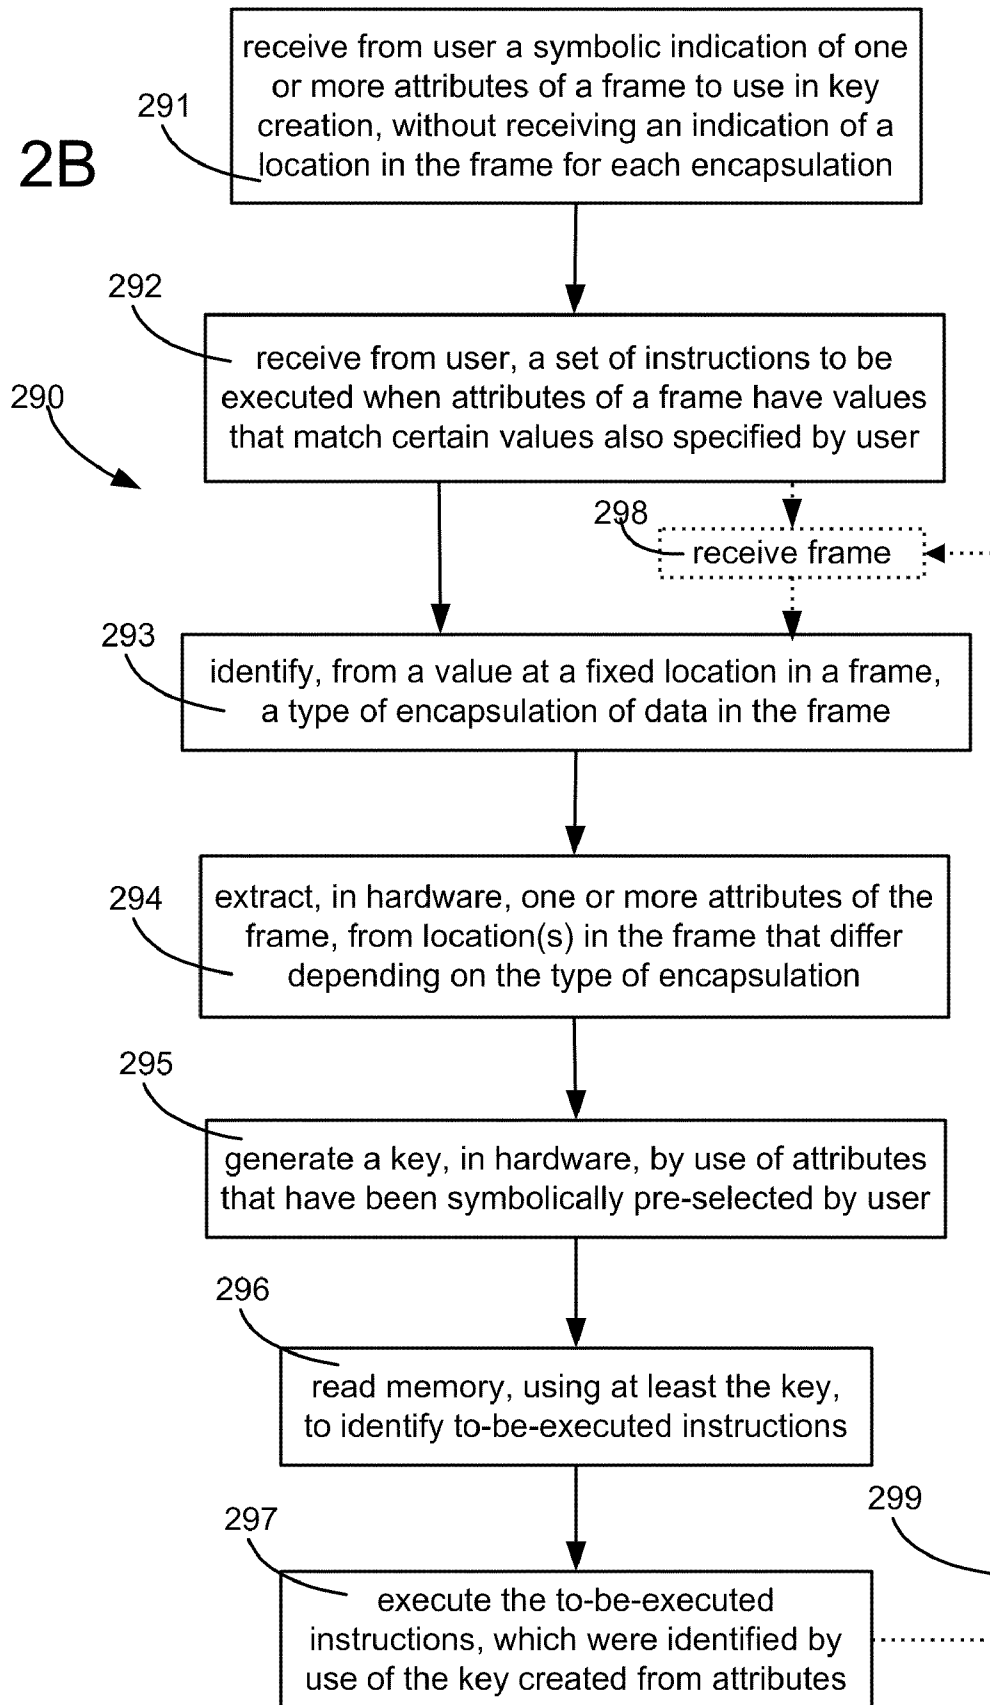 receive from user a symbolic indication of one
or more attributes of a frame to use in key
creation, without receiving an indication of a
location in the frame for each encapsulation
291
2B
292
receive from user, a set of instructions to be
executed when attributes of a frame have values
that match certain values also specified by user
290
298
receive frame
293
identify, from a value at a fixed location in a frame,
a type of encapsulation of data in the frame
294
extract, in hardware, one or more attributes of the
frame, from location(s) in the frame that differ
depending on the type of encapsulation
295
generate a key, in hardware, by use of attributes
that have been symbolically pre-selected by user
296
read memory, using at least the key,
to identify to-be-executed instructions
299
297
execute the to-be-executed
instructions, which were identified by
use of the key created from attributes